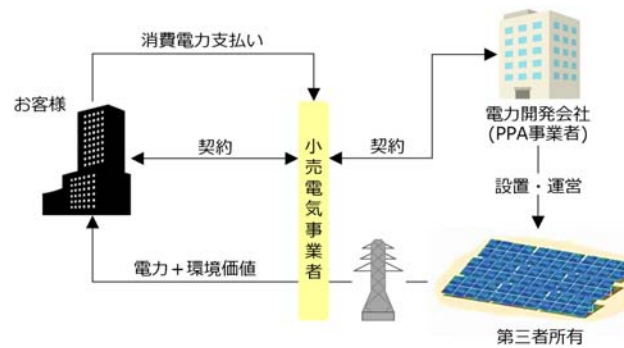 消費電力支払い
お客様
契約
小売電気事業者
契約
電力開発会社
(PPA事業者)
設置・運営
電力＋環境価値
第三者所有